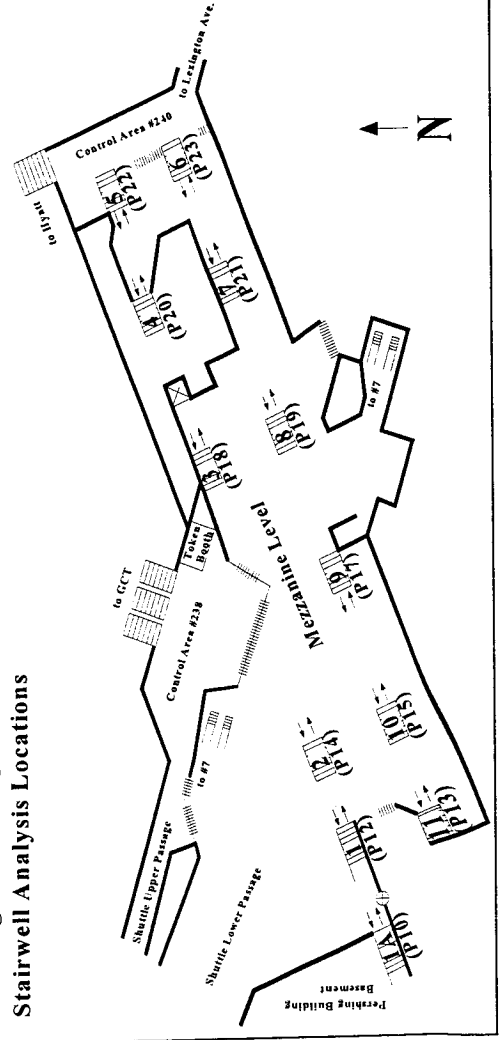 Stairwell Analysis Locations
to Hyatt
to Lexington Ave.
Control Area #240
5
(P22)
6
(P23)
4
(P20)
7
(P21)
3
(P18)
8
(P19)
to #7
to GCT
Token
Booth
Control Area #238
Mezzanine Level
9
(P17)
to #7
Shuttle Upper Passage
Shuttle Lower Passage
2
(P14)
10
(P15)
1
(P12)
11
(P13)
1A
(P10)
Pershing Building
Basement
N